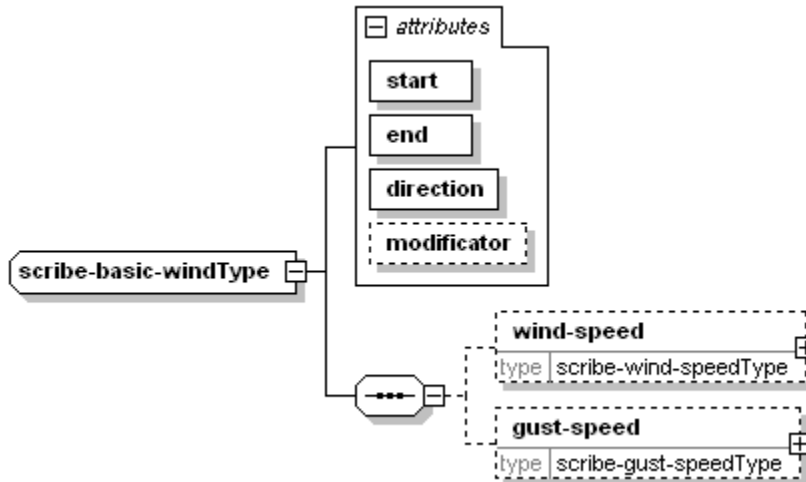 attributes
start
end
direction
modificator
scribe-basic-windType
wind-speed
type scribe-wind-speedType
gust-speed
type scribe-gust-speedType